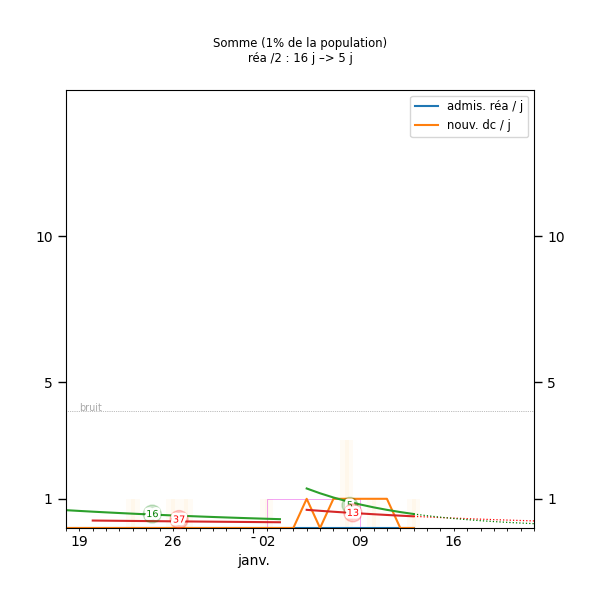 Somme (1% de la population)
réa /2 : 16 j –> 5 j
admis. réa / j
nouv. dc / j
10 10
5 5
bruit
1 1
16 37 5 13
19 26 - 02 09 16
janv.